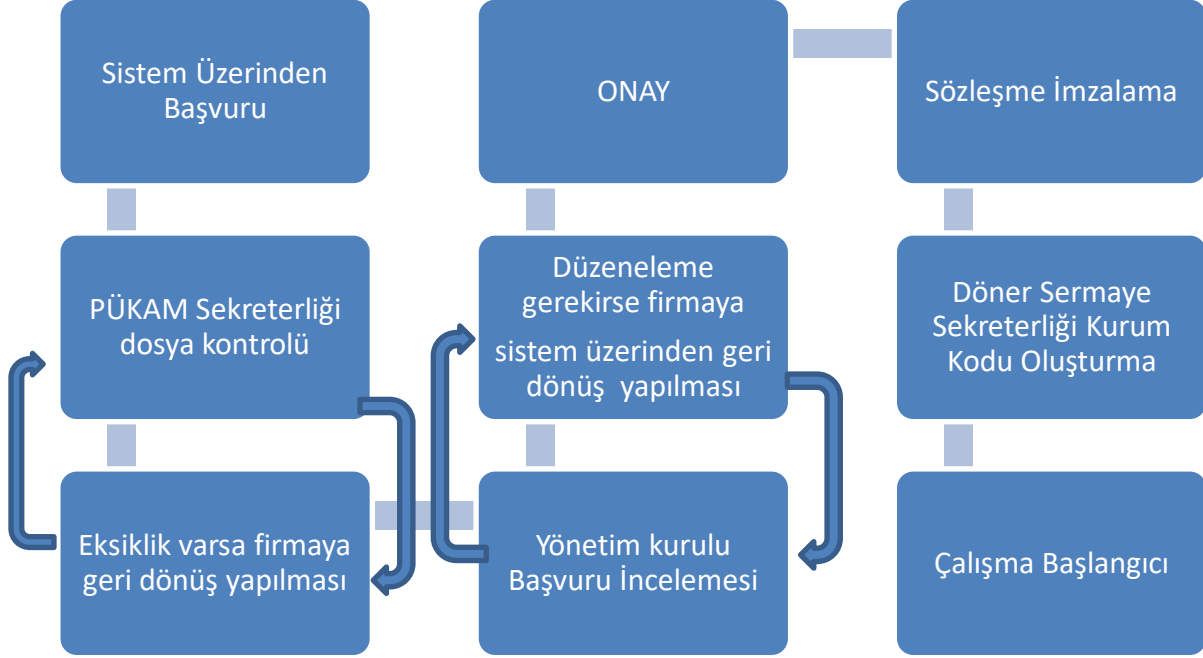 Sistem Üzerinden
Başvuru
PÜKAM Sekreterliği
dosya kontrolü
Eksiklik varsa firmaya
geri dönüş yapılması
Yönetim kurulu
Başvuru İncelemesi
Düzeneleme
gerekirse firmaya
sistem üzerinden geri
dönüş yapılması
ONAY
Sözleşme İmzalama
Döner Sermaye
Sekreterliği Kurum
Kodu Oluşturma
Çalışma Başlangıcı